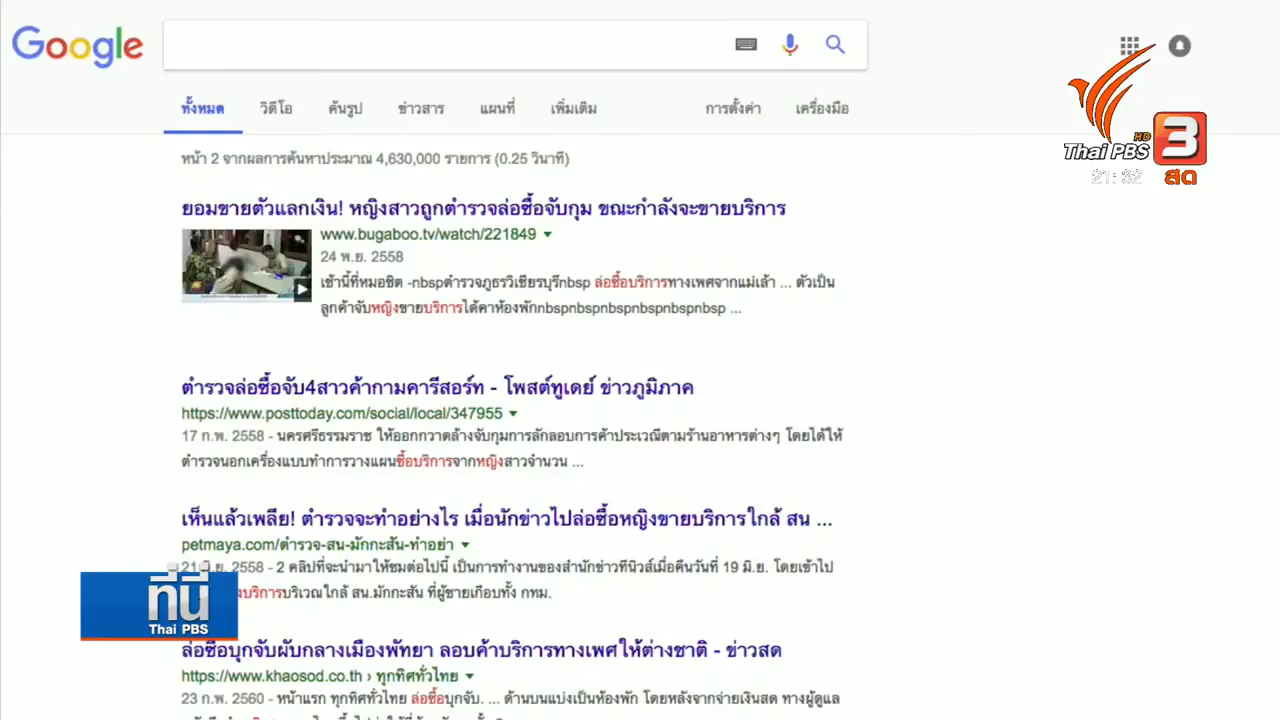 Google
ทั้งหมด วิดีโอ ค้นรูป ข่าวสาร แผนที่ เพิ่มเติม การตั้งค่า เครื่องมือ
HD
Thai PBS 3
21:32 สด
หน้า 2 จากผลการค้นหาประมาณ 4,630,000 รายการ (0.25 วินาที)
ยอมขายตัวแลกเงิน! หญิงสาวถูกตำรวจล่อซื้อจับกุม ขณะกำลังจะขายบริการ
www.bugaboo.tv/watch/221849
24 พ.ย. 2558
เช้านี้ที่หมอชิต -nbspตำรวจภูธรวิเชียรบุรีnbsp ล่อซื้อบริการทางเพศจากแม่เล้า ... ตัวเป็น
ลูกค้าจับหญิงขายบริการได้คาห้องพักnbspnbspnbspnbspnbspnbsp ...
ตำรวจล่อซื้อจับ4สาวค้ากามคารีสอร์ท - โพสต์ทูเดย์ ข่าวภูมิภาค
https://www.posttoday.com/social/local/347955
17 ก.พ. 2558 - นครศรีธรรมราช ให้ออกกวาดล้างจับกุมการลักลอบการค้าประเวณีตามร้านอาหารต่างๆ โดยได้ให้
ตำรวจนอกเครื่องแบบทำการวางแผนซื้อบริการจากหญิงสาวจำนวน ...
เห็นแล้วเพลีย! ตำรวจจะทำอย่างไร เมื่อนักข่าวไปล่อซื้อหญิงขายบริการใกล้ สน ...
petmaya.com/ตำรวจ-สน-มักกะสัน-ทำอย่า
2558 - 2 คลิปที่จะนำมาให้ชมต่อไปนี้ เป็นการทำงานของสำนักข่าวทีนิวส์เมื่อคืนวันที่ 19 มิ.ย. โดยเข้าไป
บริการบริเวณใกล้ สน.มักกะสัน ที่ผู้ชายเกือบทั้ง กทม.
ที่นี่
Thai PBS
ล่อซื้อบุกจับผับกลางเมืองพัทยา ลอบค้าบริการทางเพศให้ต่างชาติ - ข่าวสด
https://www.khaosod.co.th › ทุกทิศทั่วไทย
23 ก.พ. 2560 - หน้าแรก ทุกทิศทั่วไทย ล่อซื้อบุกจับ. ... ด้านบนแบ่งเป็นห้องพัก โดยหลังจากจ่ายเงินสด ทางผู้ดูแล